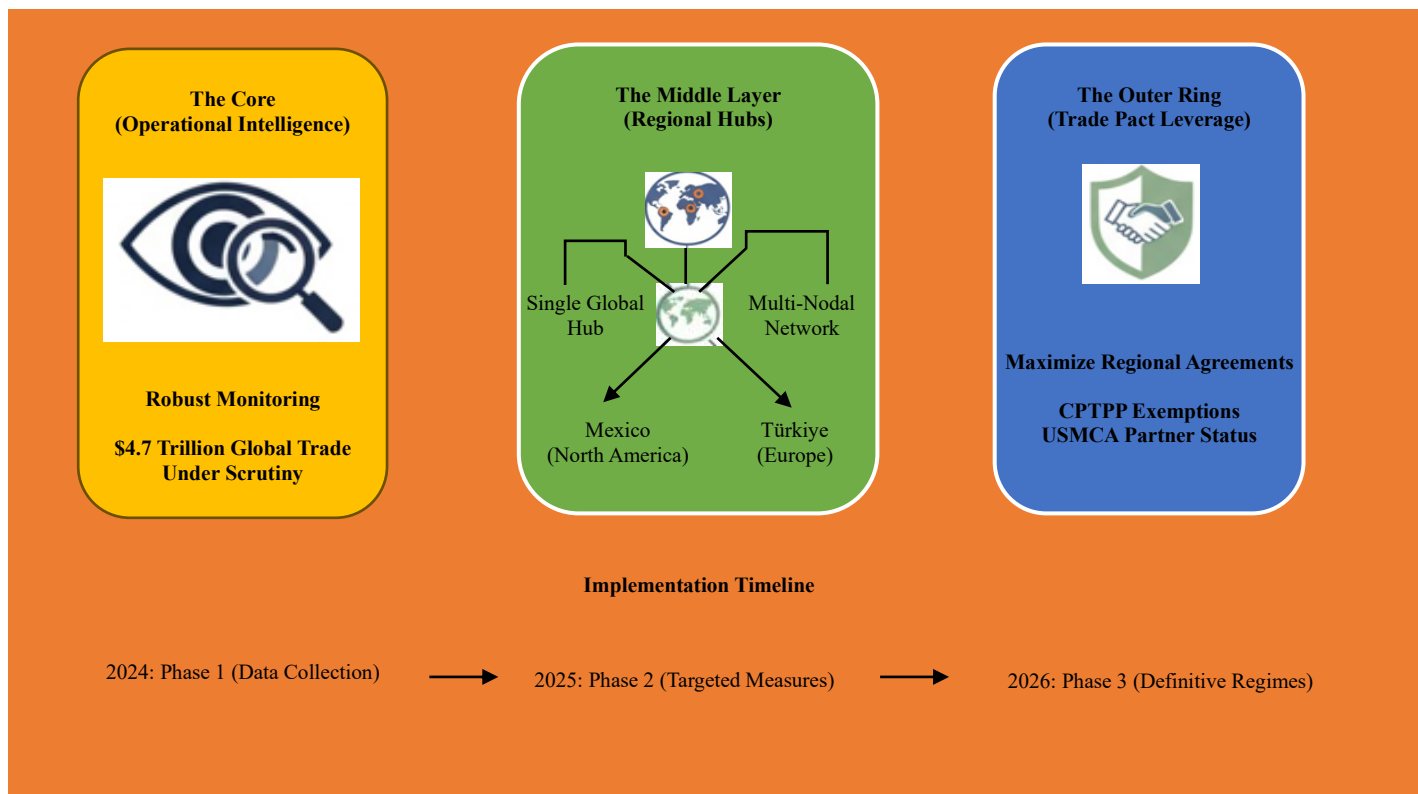 The Core
(Operational Intelligence)
Robust Monitoring
$4.7 Trillion Global Trade
Under Scrutiny
The Middle Layer
(Regional Hubs)
Single Global
Hub
Multi-Nodal
Network
Mexico
(North America)
Türkiye
(Europe)
The Outer Ring
(Trade Pact Leverage)
Maximize Regional Agreements
CPTPP Exemptions
USMCA Partner Status
Implementation Timeline
2024: Phase 1 (Data Collection)
2025: Phase 2 (Targeted Measures)
2026: Phase 3 (Definitive Regimes)